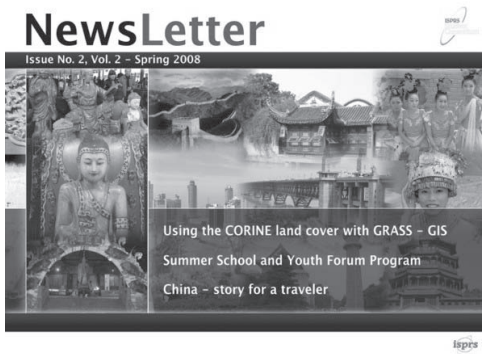 NewsLetter
ISPRS
Issue No. 2, Vol. 2 - Spring 2008
Using the CORINE land cover with GRASS - GIS
Summer School and Youth Forum Program
China - story for a traveler
isprs